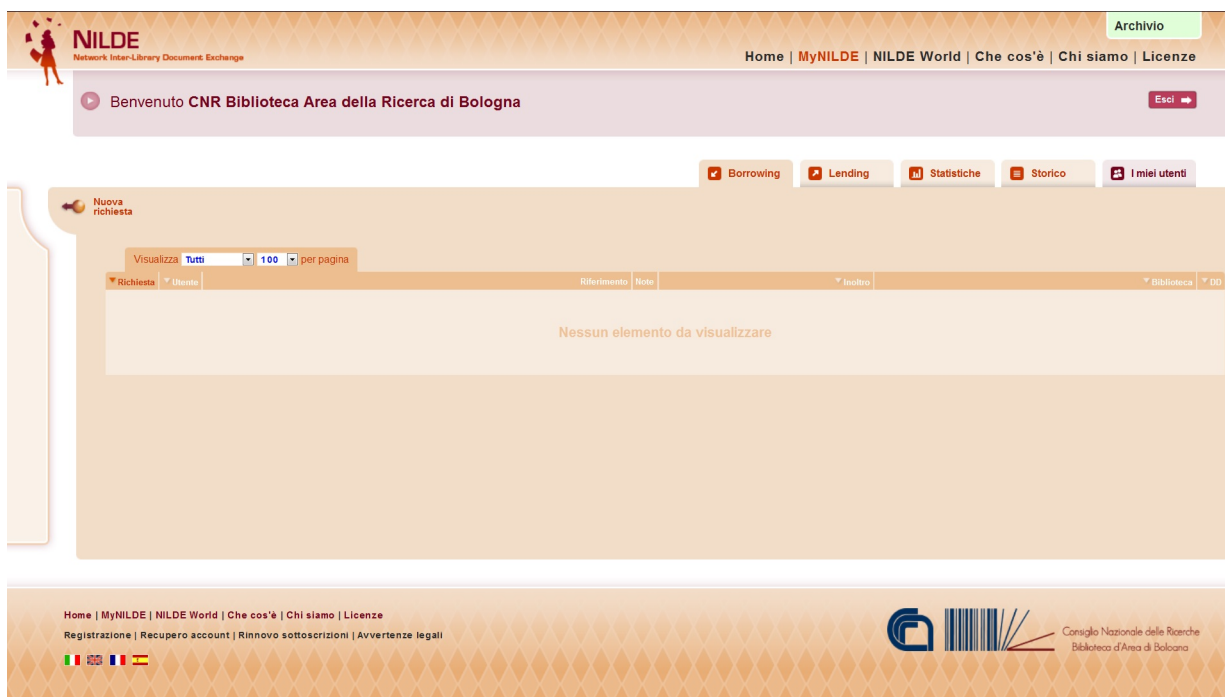 Archivio
NILDE
Network Inter-Library Document Exchange
Home | MyNILDE | NILDE World | Che cos'è | Chi siamo | Licenze
Benvenuto CNR Biblioteca Area della Ricerca di Bologna
Esci
Borrowing Lending Statistiche Storico I miei utenti
Nuova
richiesta
Visualizza Tutti 100 per pagina
Richiesta Utente Riferimento Note Inoltro Biblioteca DD
Nessun elemento da visualizzare
Home | MyNILDE | NILDE World | Che cos'è | Chi siamo | Licenze
Registrazione | Recupero account | Rinnovo sottoscrizioni | Avvertenze legali
Consiglio Nazionale delle Ricerche
Biblioteca d'Area di Bologna